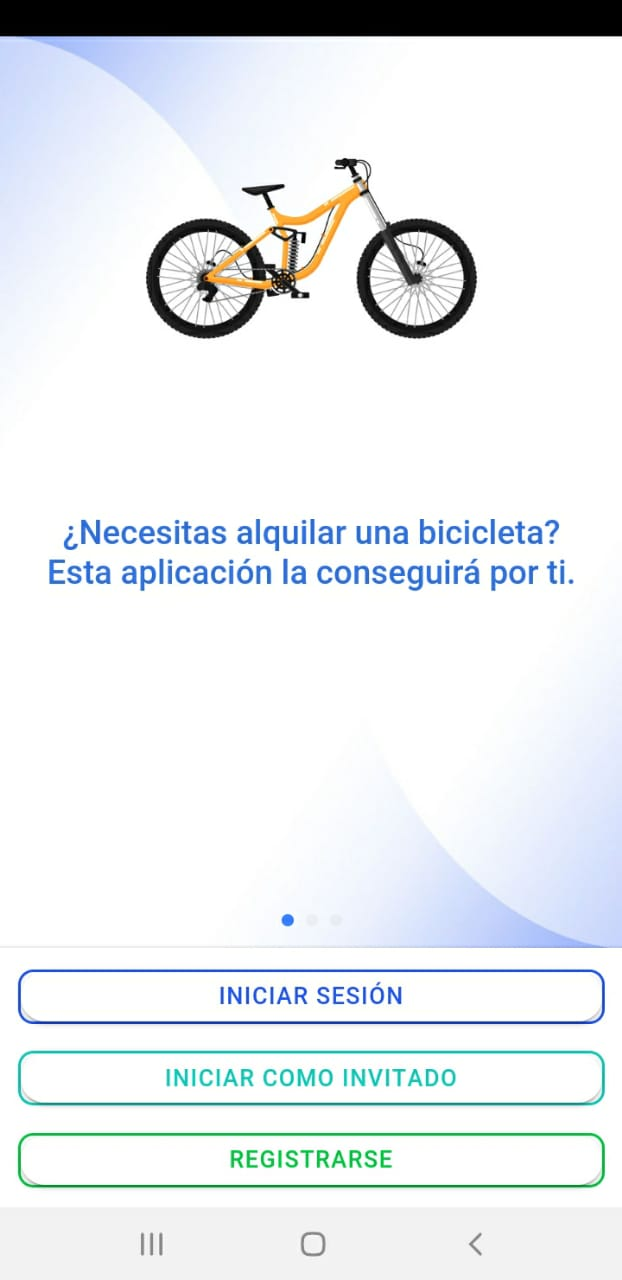 ¿Necesitas alquilar una bicicleta?
Esta aplicación la conseguirá por ti.
INICIAR SESIÓN
INICIAR COMO INVITADO
REGISTRARSE